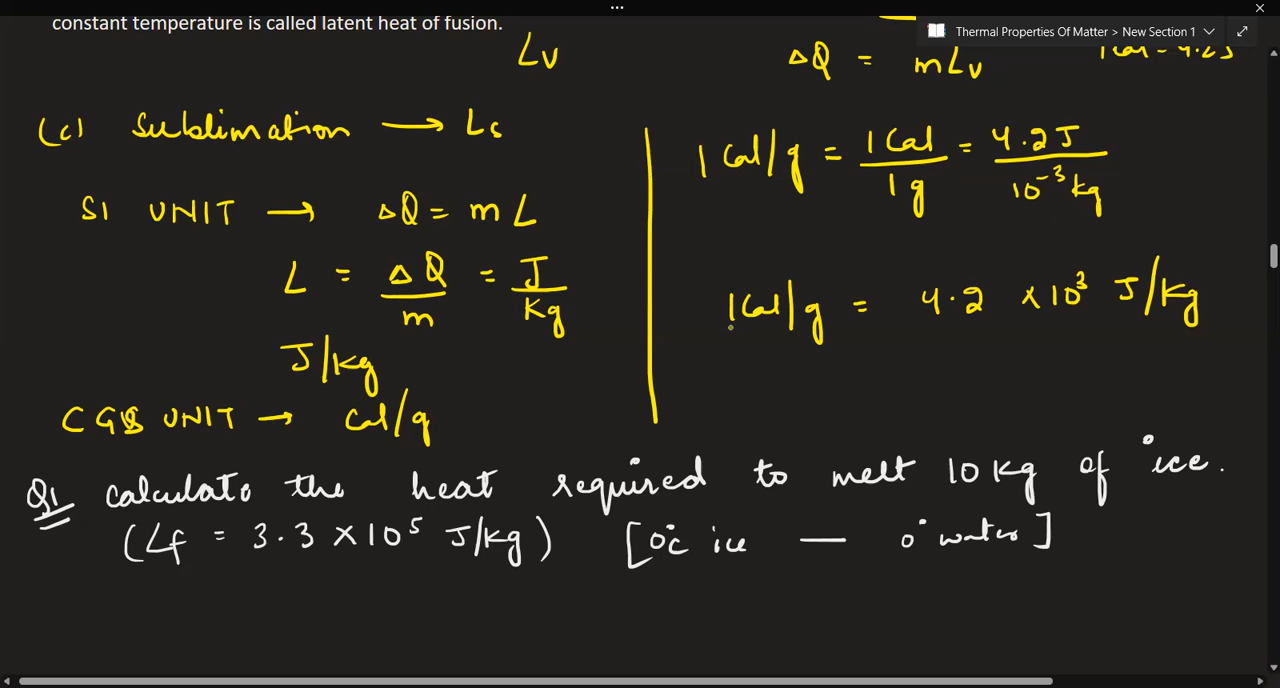 constant temperature is called latent heat of fusion.
Thermal Properties Of Matter > New Section 1
Lv
ΔQ = mLv
(c) Sublimation → Ls
SI UNIT → ΔQ = mL
L = ΔQ/m = J/Kg
J/kg
CGS UNIT → Cal/g
1 Cal/g = 1 Cal/1g = 4.2 J/10⁻³ kg
1 Cal/g = 4.2 × 10³ J/kg
Q1 Calculate the heat required to melt 10 Kg of ice.
(Lf = 3.3 × 10⁵ J/kg) [0°c ice — 0° water]